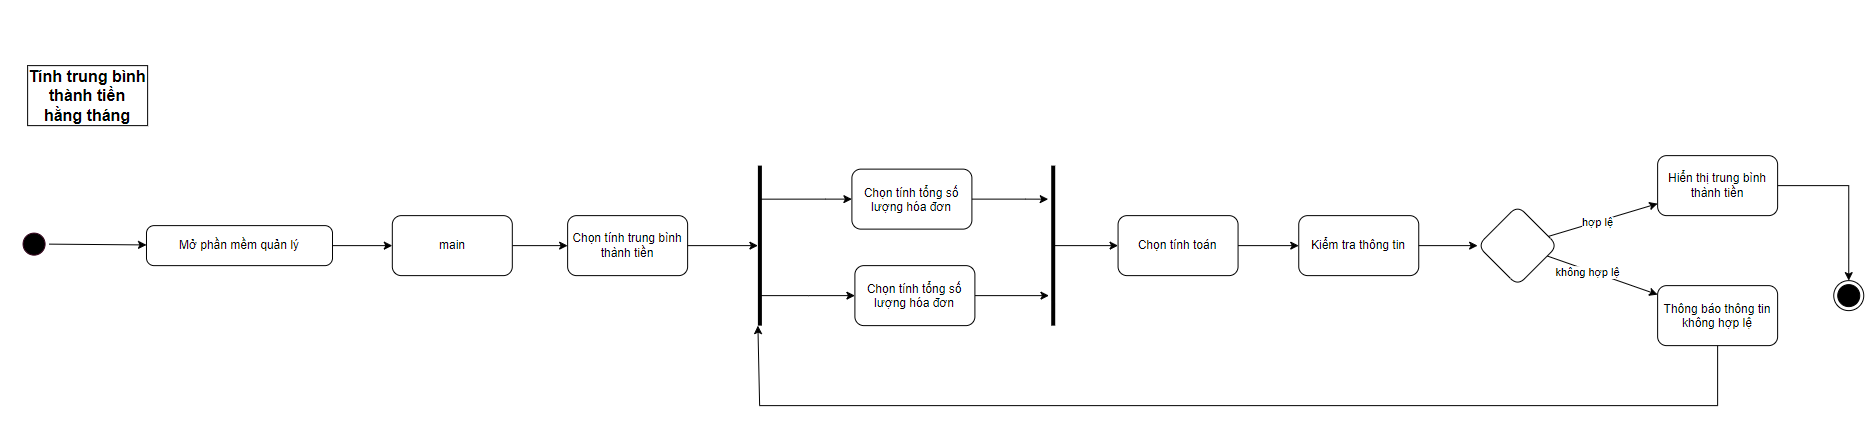 Tính trung bình
thành tiền
hằng tháng
Mở phần mềm quản lý
main
Chọn tính trung bình
thành tiền
Chọn tính tổng số
lượng hóa đơn
Chọn tính tổng số
lượng hóa đơn
Chọn tính toán
Kiểm tra thông tin
hợp lệ
không hợp lệ
Hiển thị trung bình
thành tiền
Thông báo thông tin
không hợp lệ